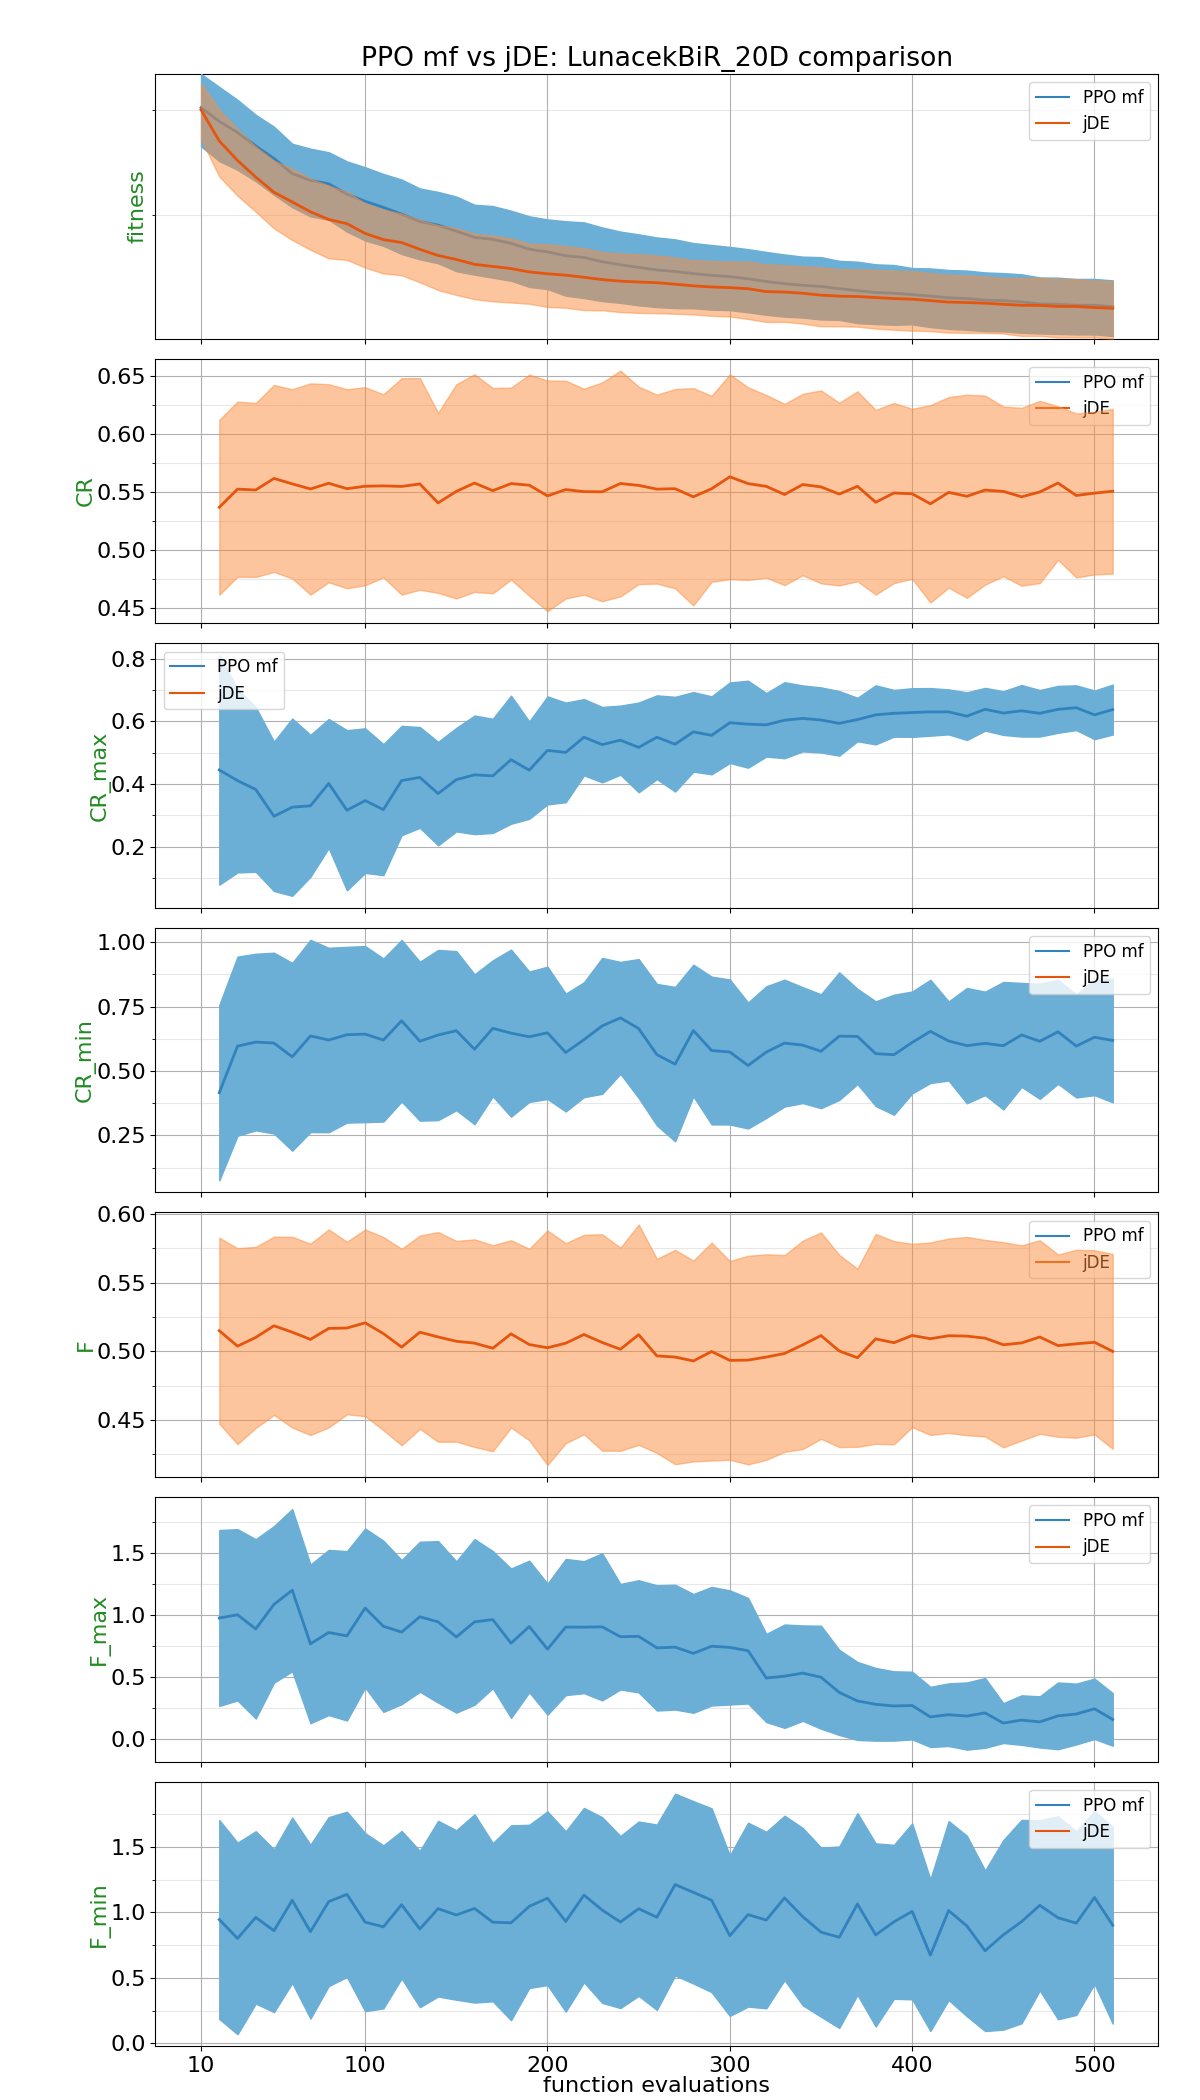 PPO mf vs jDE: LunacekBiR_20D comparison
fitness
PPO mf
jDE
CR
0.65
0.60
0.55
0.50
0.45
PPO mf
jDE
CR_max
0.8
0.6
0.4
0.2
PPO mf
jDE
CR_min
1.00
0.75
0.50
0.25
PPO mf
jDE
F
0.60
0.55
0.50
0.45
PPO mf
jDE
F_max
1.5
1.0
0.5
0.0
PPO mf
jDE
F_min
1.5
1.0
0.5
0.0
PPO mf
jDE
10 100 200 300 400 500
function evaluations